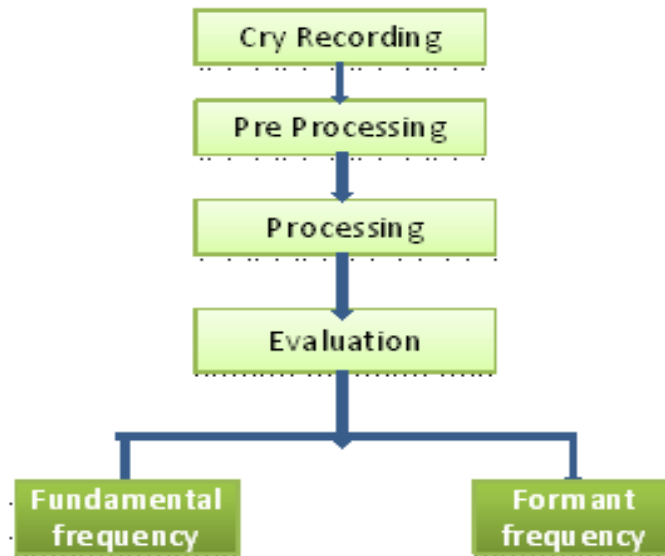 Cry Recording
Pre Processing
Processing
Evaluation
Fundamental
frequency
Formant
frequency